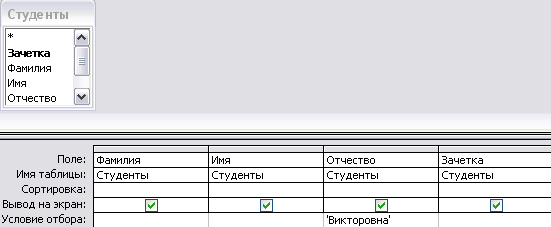 Студенты
*
Зачетка
Фамилия
Имя
Отчество
Поле: Фамилия Имя Отчество Зачетка
Имя таблицы: Студенты Студенты Студенты Студенты
Сортировка:
Вывод на экран:
Условие отбора: 'Викторовна'